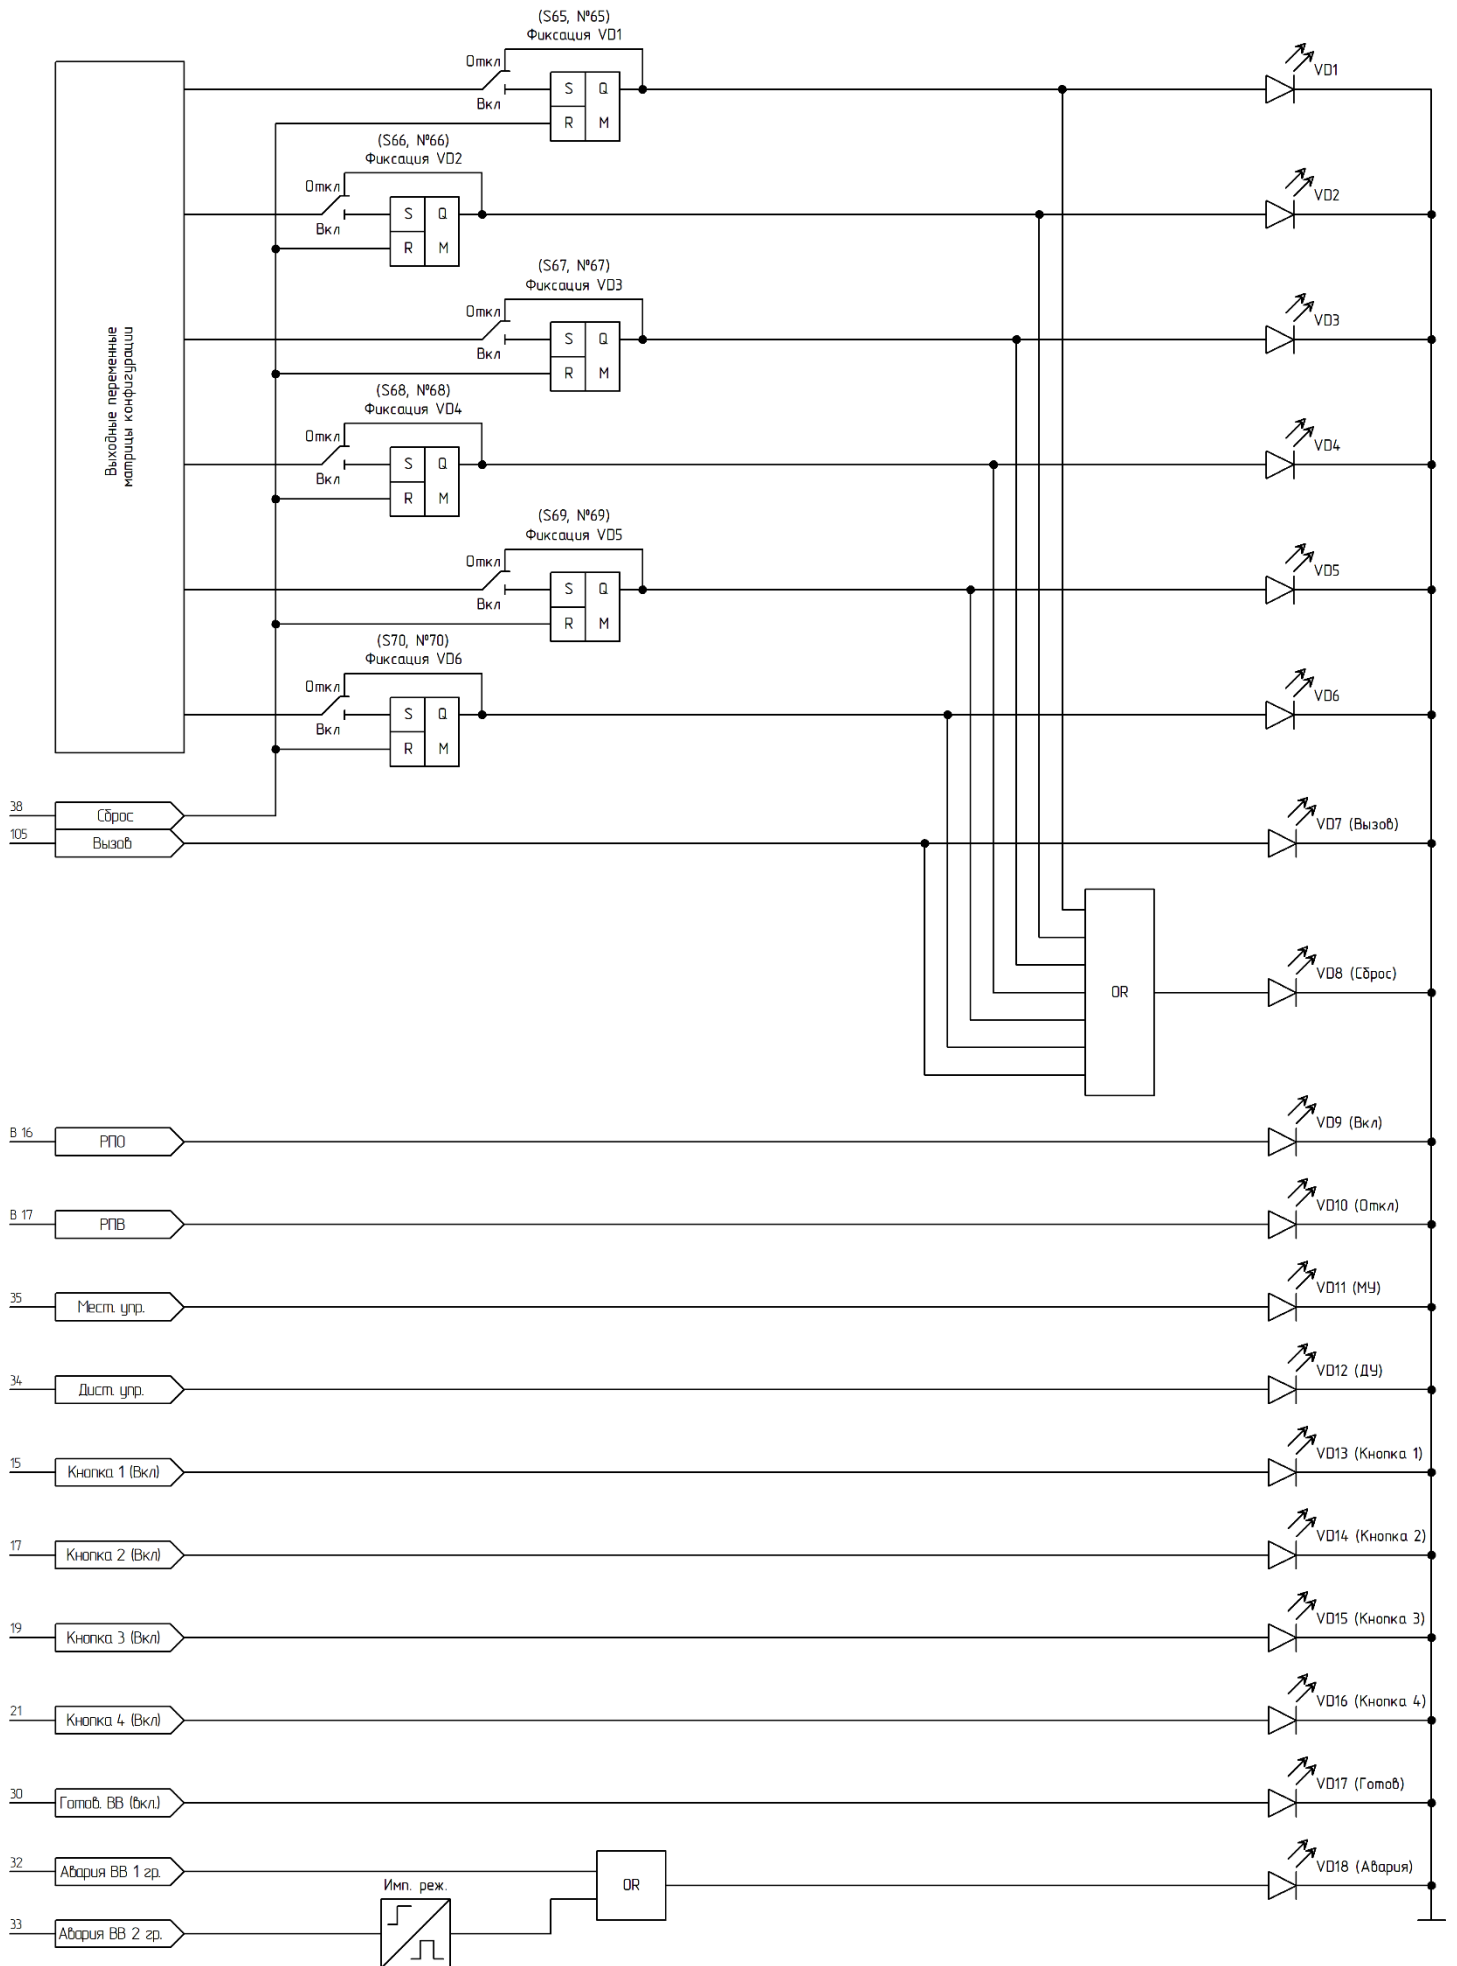 (S65, №65)
Фиксация VD1
Откл
Вкл
S
Q
R
M
VD1
(S66, №66)
Фиксация VD2
Откл
Вкл
S
Q
R
M
VD2
(S67, №67)
Фиксация VD3
Откл
Вкл
S
Q
R
M
VD3
Выходные переменные
матрицы конфигурации
(S68, №68)
Фиксация VD4
Откл
Вкл
S
Q
R
M
VD4
(S69, №69)
Фиксация VD5
Откл
Вкл
S
Q
R
M
VD5
(S70, №70)
Фиксация VD6
Откл
Вкл
S
Q
R
M
VD6
38
Сброс
105
Вызов
VD7 (Вызов)
OR
VD8 (Сброс)
В 16
РПО
VD9 (Вкл)
В 17
РПВ
VD10 (Откл)
35
Мест. упр.
VD11 (МУ)
34
Дист. упр.
VD12 (ДУ)
15
Кнопка 1 (Вкл)
VD13 (Кнопка 1)
17
Кнопка 2 (Вкл)
VD14 (Кнопка 2)
19
Кнопка 3 (Вкл)
VD15 (Кнопка 3)
21
Кнопка 4 (Вкл)
VD16 (Кнопка 4)
30
Готов. ВВ (вкл.)
VD17 (Готов)
32
Авария ВВ 1 гр.
OR
VD18 (Авария)
Имп. реж.
33
Авария ВВ 2 гр.